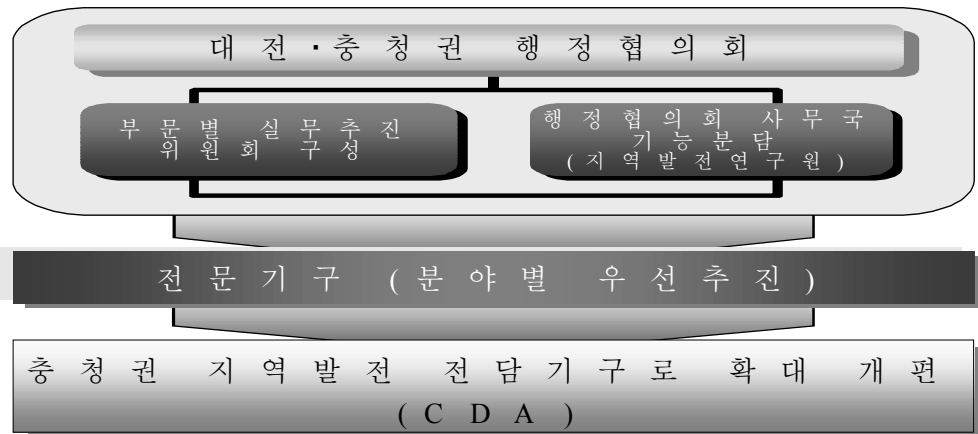 대전·충청권 행정협의회
부문별 실무추진
위원회 구성
행정협의회 사무국
기능분담
(지역발전연구원)
전문기구 (분야별 우선추진)
충청권 지역발전 전담기구로 확대 개편
(CDA)